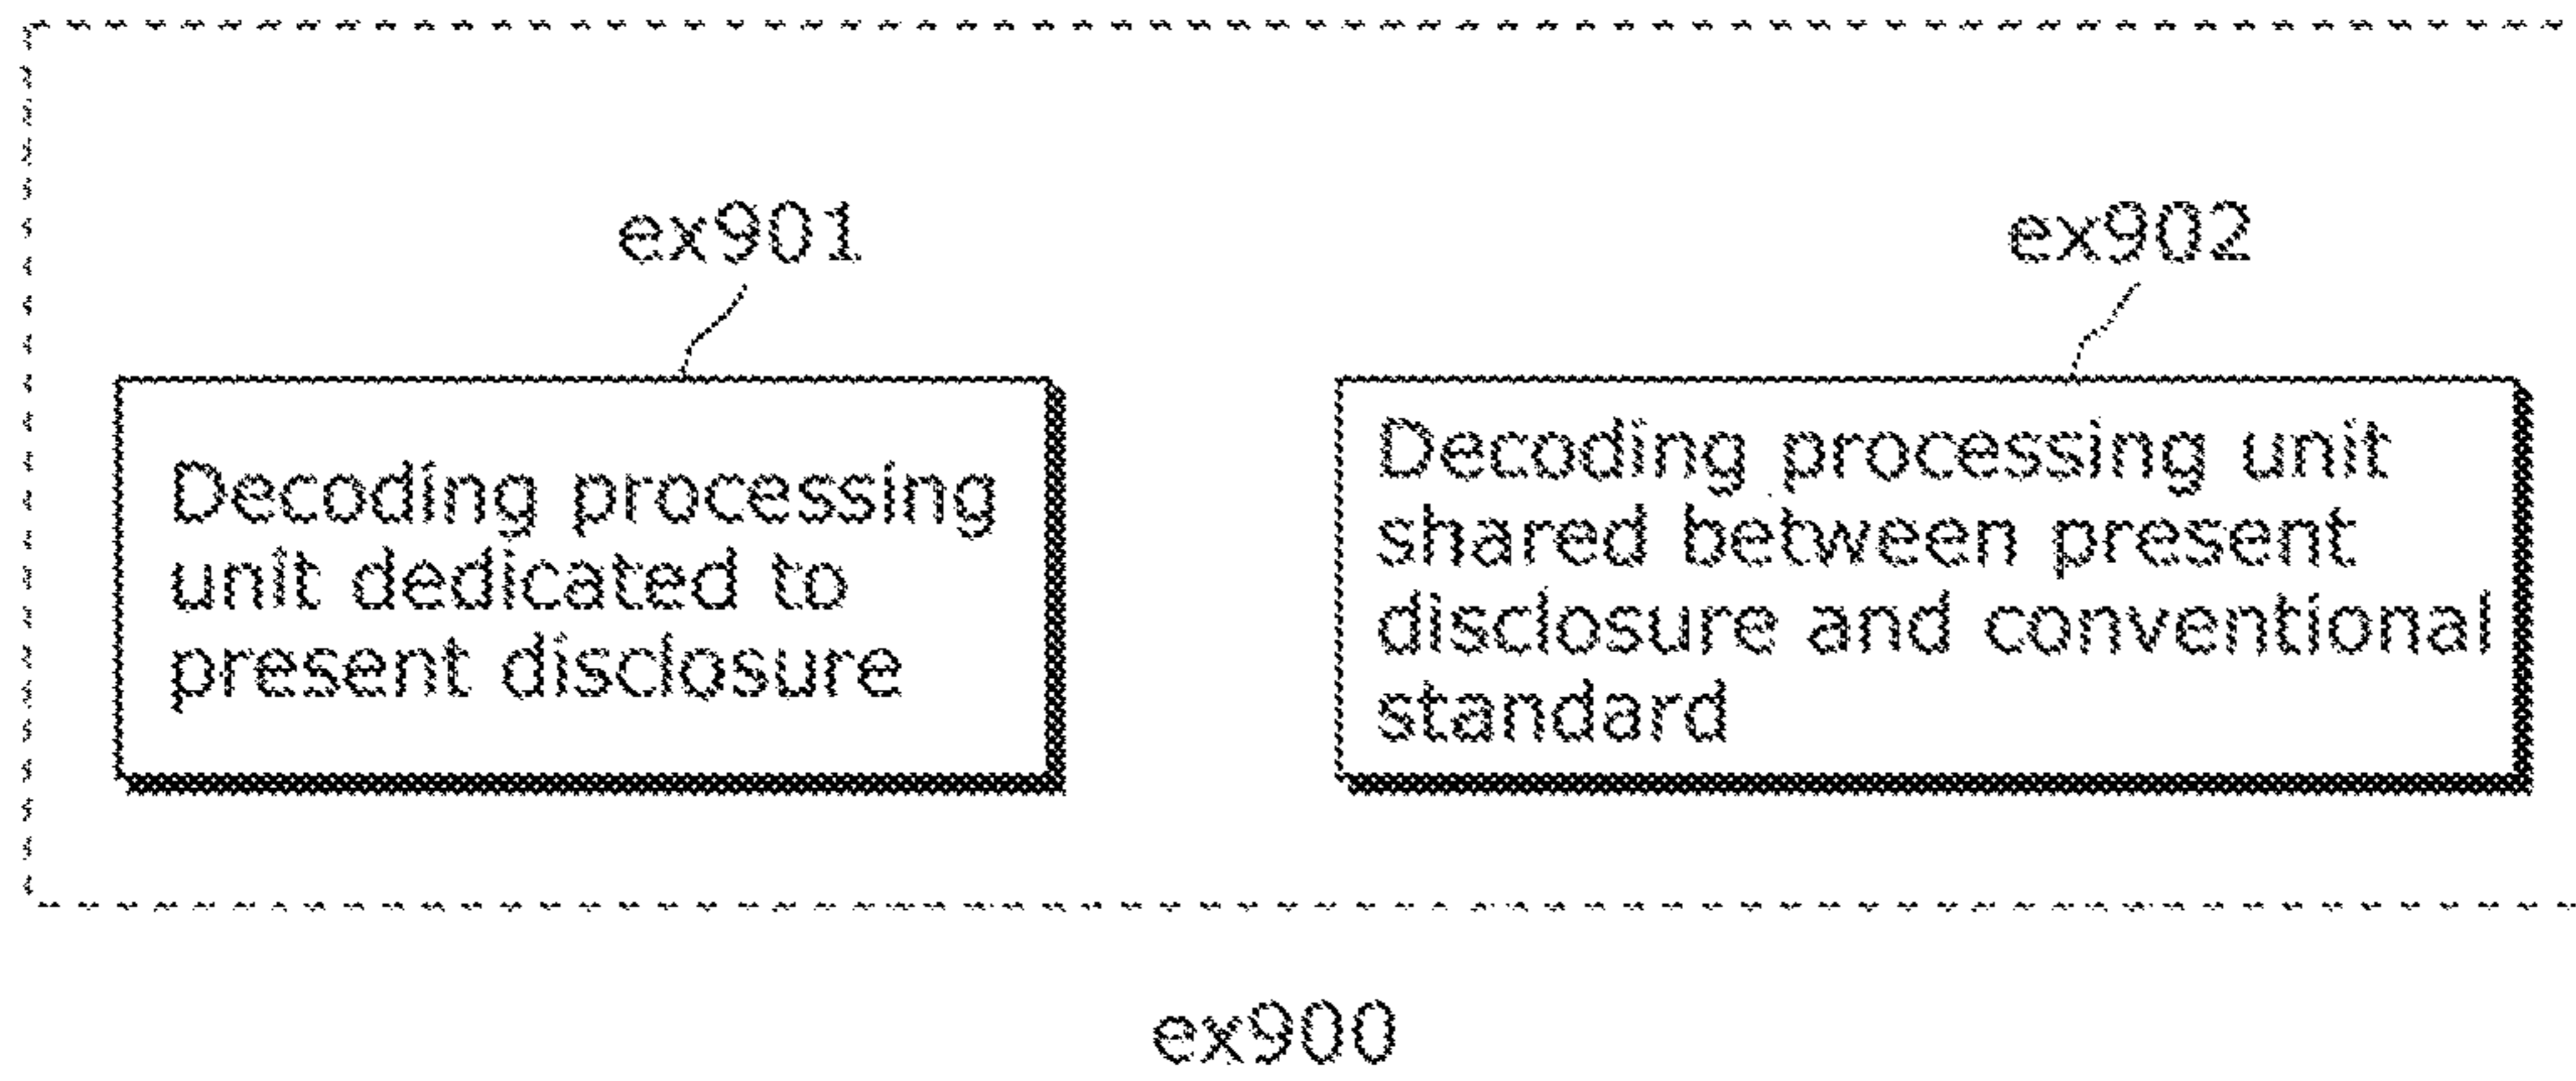 ex901
Decoding processing
unit dedicated to
present disclosure
ex902
Decoding processing unit
shared between present
disclosure and conventional
standard
ex900